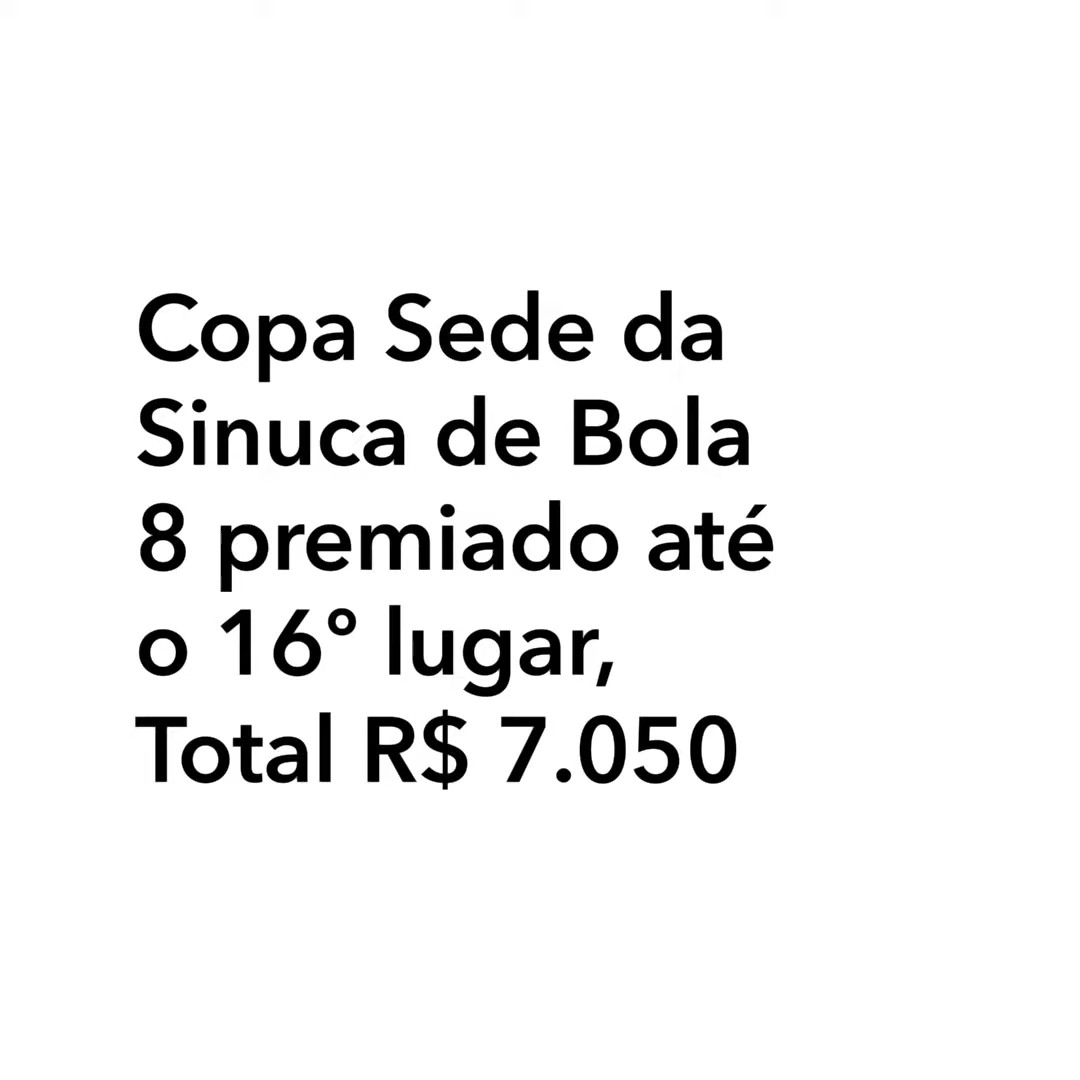 Copa Sede da
Sinuca de Bola
8 premiado até
o 16° lugar,
Total R$ 7.050